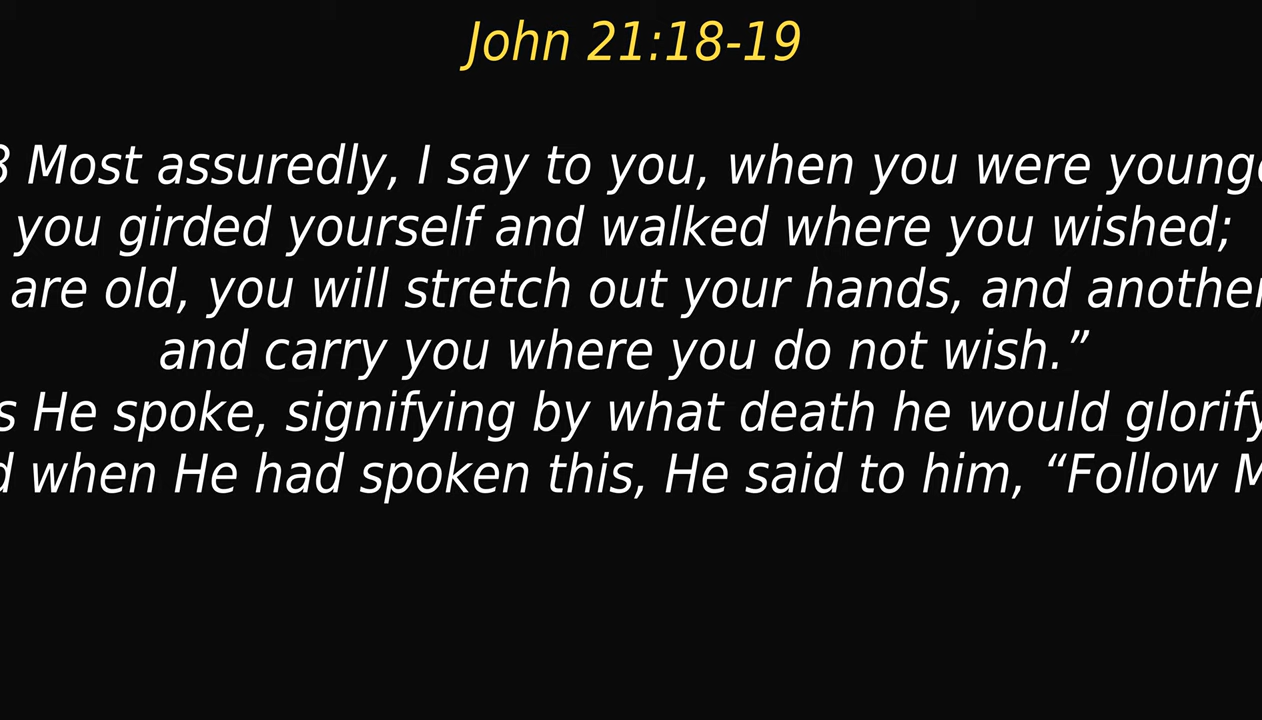 John 21:18-19
Most assuredly, I say to you, when you were
you girded yourself and walked where you wished;
are old, you will stretch out your hands, and another
and carry you where you do not wish.”
He spoke, signifying by what death he would glorify
when He had spoken this, He said to him, “Follow